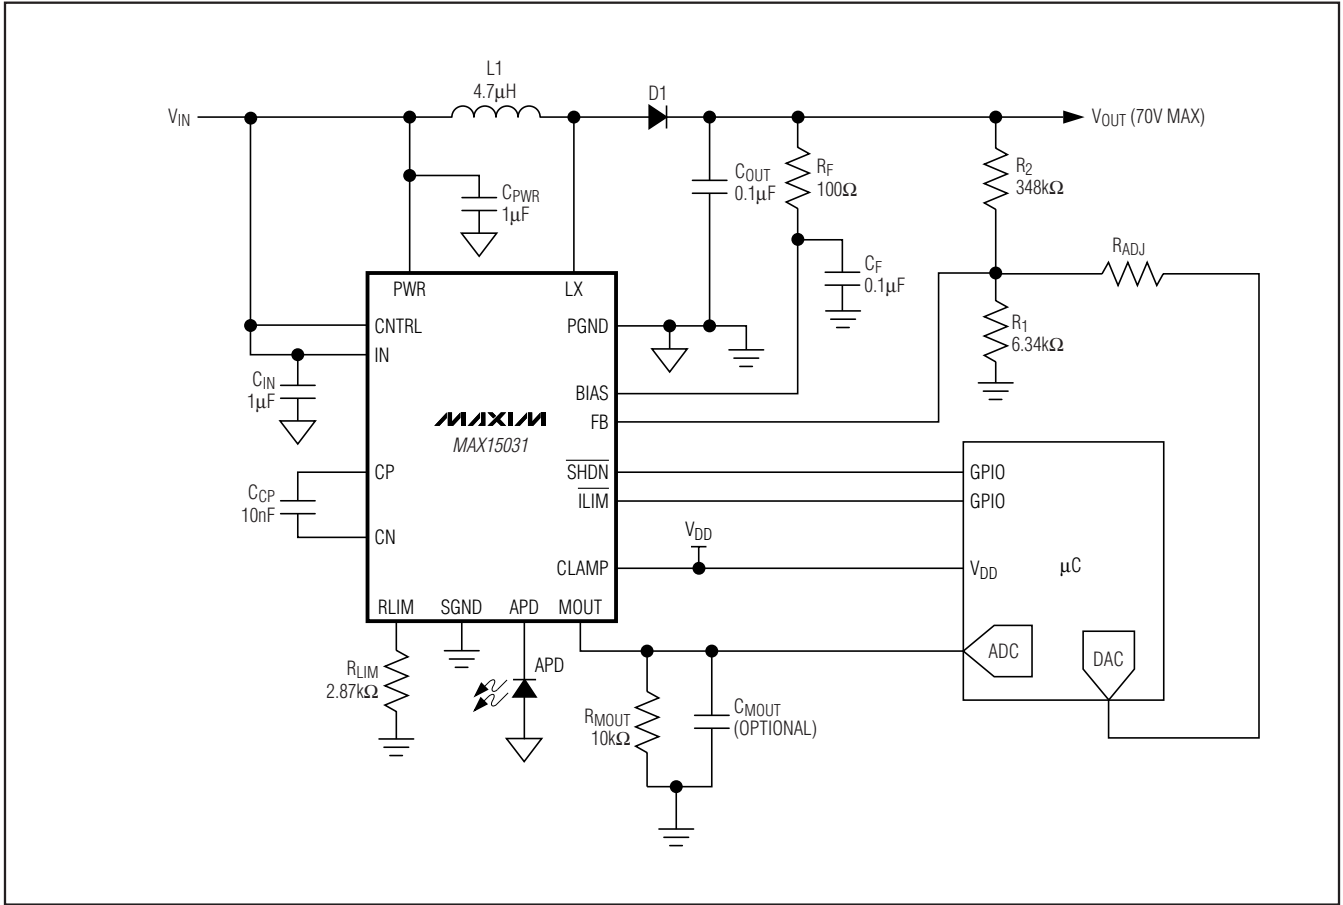 L1
4.7µH
D1
VIN
VOUT (70V MAX)
CPWR
1µF
COUT
0.1µF
RF
100Ω
R2
348kΩ
RADJ
CF
0.1µF
R1
6.34kΩ
PWR
LX
CNTRL
PGND
IN
CIN
1µF
BIAS
FB
MAXIM
MAX15031
CP
SHDN
GPIO
CCP
10nF
ILIM
GPIO
CN
VDD
CLAMP
VDD
µC
RLIM
SGND
APD
MOUT
RLIM
2.87kΩ
APD
ADC
DAC
RMOUT
10kΩ
CMOUT
(OPTIONAL)